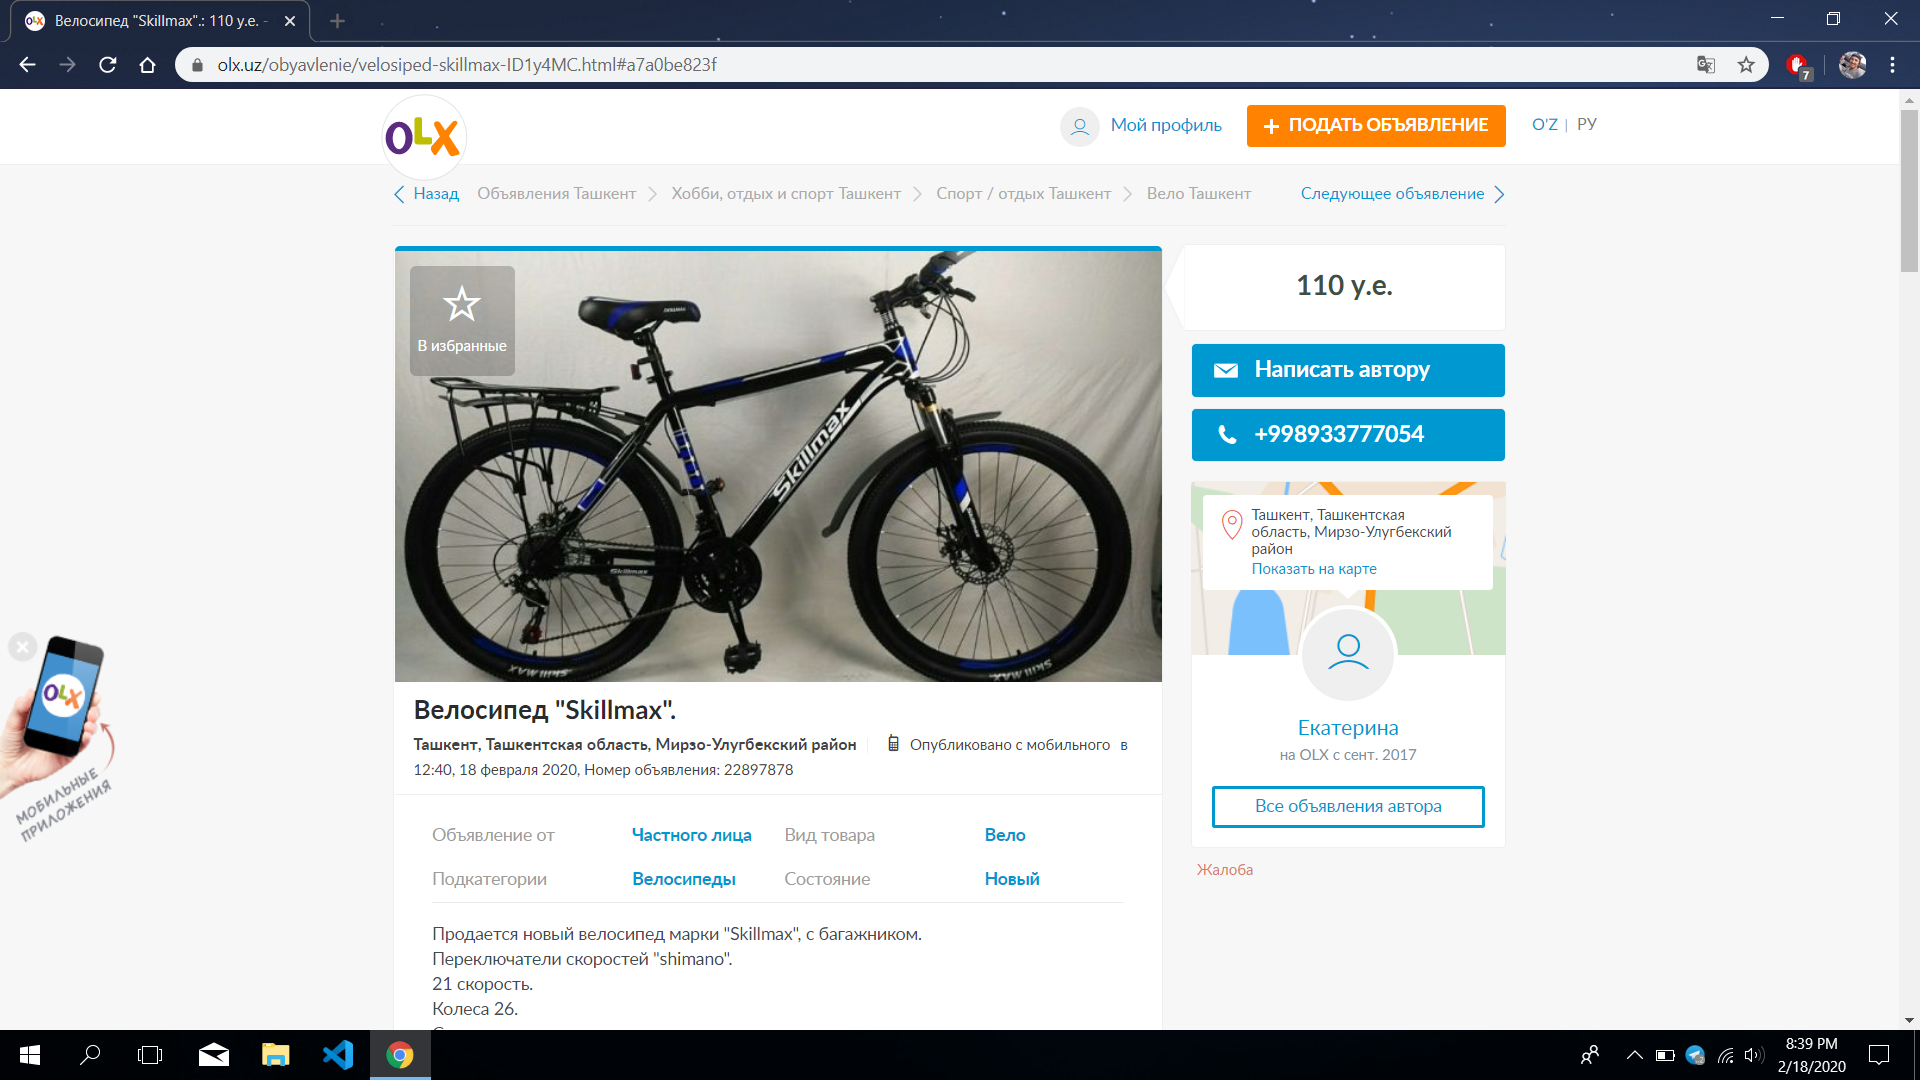 Велосипед "Skillmax".: 110 у.е. -
olx.uz/obyavlenie/velosiped-skillmax-ID1y4MC.html#a7a0be823f
7
OLX
Мой профиль
+ ПОДАТЬ ОБЪЯВЛЕНИЕ
O'Z | РУ
Назад
Объявления Ташкент
Хобби, отдых и спорт Ташкент
Спорт / отдых Ташкент
Вело Ташкент
Следующее объявление
В избранные
Skillmax
Skillmax
110 у.е.
Написать автору
+998933777054
Ташкент, Ташкентская
область, Мирзо-Улугбекский
район
Показать на карте
Екатерина
на OLX с сент. 2017
Все объявления автора
Жалоба
OLX
МОБИЛЬНЫЕ
ПРИЛОЖЕНИЯ
Велосипед "Skillmax".
Ташкент, Ташкентская область, Мирзо-Улугбекский район Опубликовано с мобильного в
12:40, 18 февраля 2020, Номер объявления: 22897878
Объявление от Частного лица Вид товара Вело
Подкатегории Велосипеды Состояние Новый
Продается новый велосипед марки "Skillmax", с багажником.
Переключатели скоростей "shimano".
21 скорость.
Колеса 26.
8:39 PM
2/18/2020